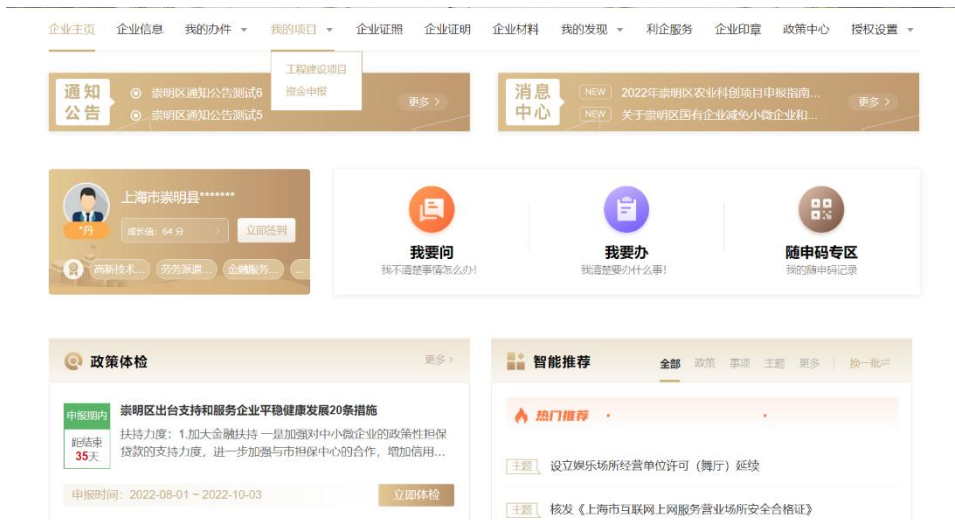 企业主页 企业信息 我的办件 我的项目 企业证照 企业证明 企业材料 我的发现 利企服务 企业印章 政策中心 授权设置
工程建设项目
资金申报
通知公告
崇明区通知公告测试6
崇明区通知公告测试5
更多 >
消息中心
NEW 2022年崇明区农业科创项目申报指南...
NEW 关于崇明区国有企业减免小微企业和...
更多 >
上海市崇明县*******
*丹
成长值：64 分 >
立即签到
高新技术... 劳务派遣... 金融服务... ...
我要问
我不清楚事情怎么办!
我要办
我清楚要办什么事!
随申码专区
我的随申码记录
政策体检
更多 >
申报期内
距结束
35天
崇明区出台支持和服务企业平稳健康发展20条措施
扶持力度：1.加大金融扶持 一是加强对中小微企业的政策性担保
贷款的支持力度，进一步加强与市担保中心的合作，增加信用...
申报时间：2022-08-01 ~ 2022-10-03
立即体检
智能推荐
全部 政策 事项 主题 更多 换一批
热门推荐
主题 设立娱乐场所经营单位许可（舞厅）延续
主题 核发《上海市互联网上网服务营业场所安全合格证》